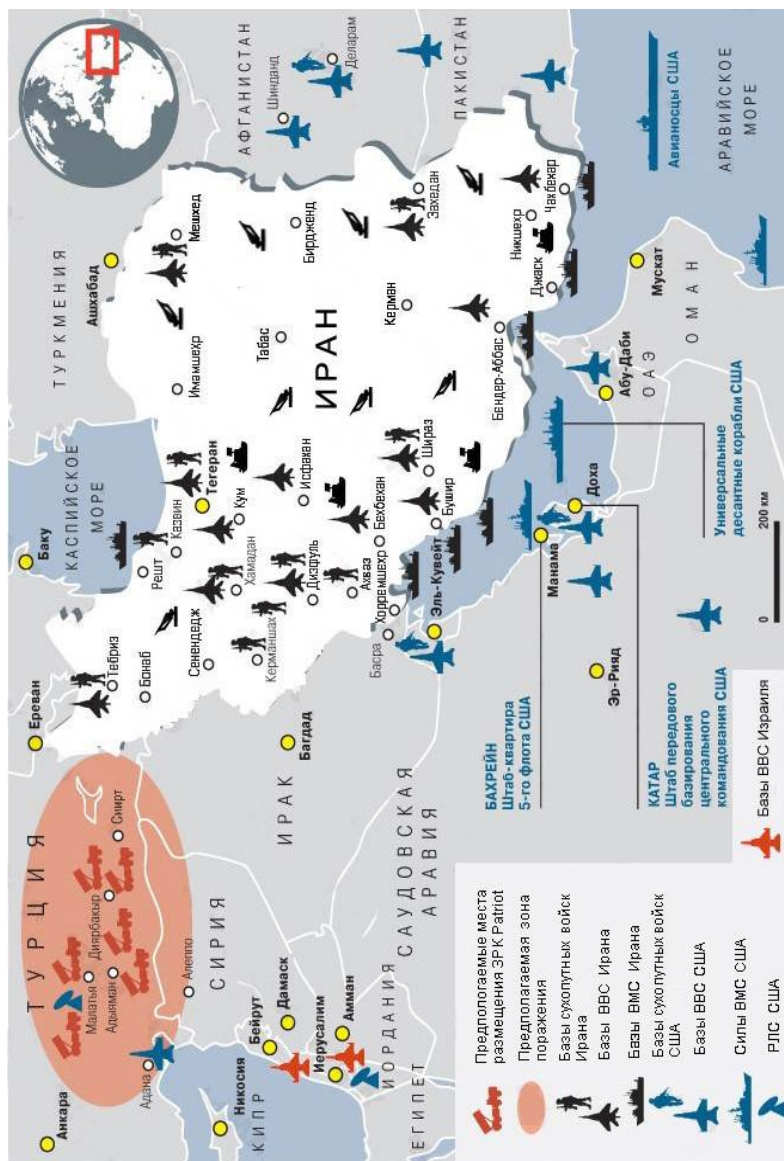 ТУРЦИЯ
Анкара
Малатья
Диярбакыр
Адыяман
Сиирт
Адана
Алеппо
СИРИЯ
Никосия
КИПР
Бейрут
Дамаск
Иерусалим
Амман
ИОРДАНИЯ
ЕГИПЕТ
САУДОВСКАЯ
АРАВИЯ
ИРАК
Багдад
Басра
Эль-Кувейт
Ереван
Баку
КАСПИЙСКОЕ
МОРЕ
ТУРКМЕНИЯ
Ашхабад
АФГАНИСТАН
Шинданд
Деларам
ПАКИСТАН
ИРАН
Тебриз
Бонаб
Решт
Казвин
Тегеран
Сенендедж
Хамадан
Кум
Керманшах
Дизфуль
Исфахан
Ахваз
Хорремшехр
Бехбехан
Бушир
Шираз
Имамшехр
Мешхед
Табас
Бирдженд
Керман
Захедан
Бендер-Аббас
Джаск
Никшехр
Чахбехар
Манама
Доха
Эр-Рияд
Абу-Даби
ОАЭ
ОМАН
Мускат
АРАВИЙСКОЕ
МОРЕ
Авианосцы США
Универсальные
десантные корабли США
БАХРЕЙН
Штаб-квартира
5-го флота США
КАТАР
Штаб передового
базирования
центрального
командования США
0 200 км
Предпологаемые места
размещения ЗРК Patriot
Предполагаемая зона
поражения
Базы сухопутных войск
Ирана
Базы ВВС Ирана
Базы ВМС Ирана
Базы сухопутных войск
США
Базы ВВС США
Силы ВМС США
РЛС США
Базы ВВС Израиля